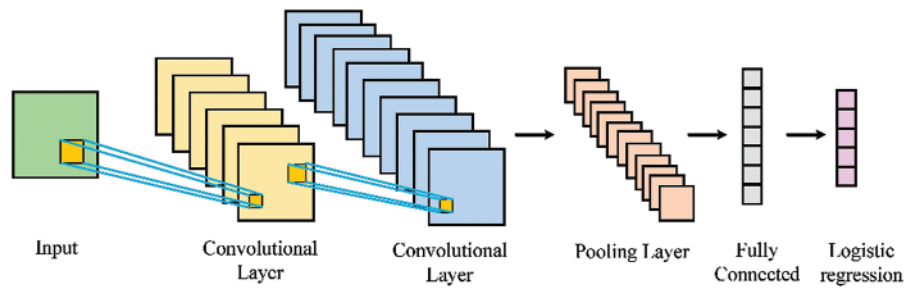 Input
Convolutional
Layer
Convolutional
Layer
Pooling Layer
Fully
Connected
Logistic
regression